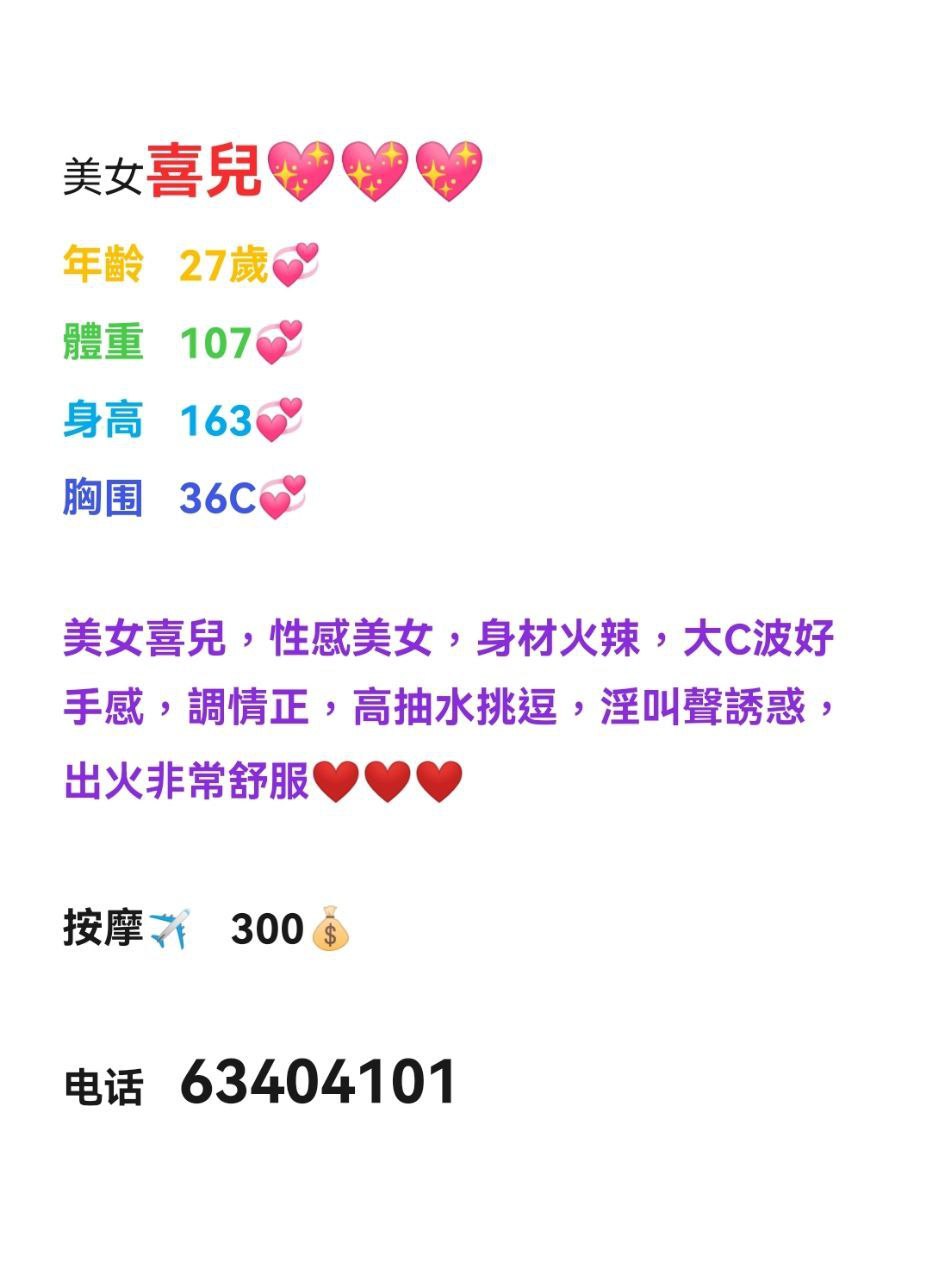 美女喜兒💖💖💖
年齡 27歲💞
體重 107💞
身高 163💞
胸围 36C💞
美女喜兒，性感美女，身材火辣，大C波好
手感，調情正，高抽水挑逗，淫叫聲誘惑，
出火非常舒服❤️❤️❤️
按摩✈️ 300💰
电话 63404101